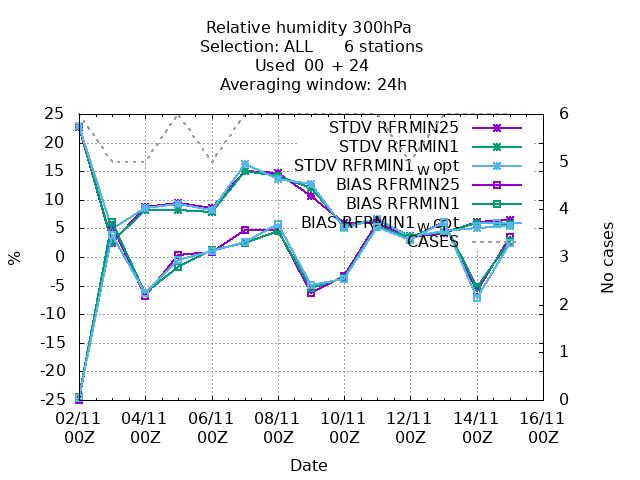 Relative humidity 300hPa
Selection: ALL 6 stations
Used 00 + 24
Averaging window: 24h
STDV RFRMIN25
STDV RFRMIN1
STDV RFRMIN1w opt
BIAS RFRMIN25
BIAS RFRMIN1
BIAS RFRMIN1w opt
CASES
25
20
15
10
5
0
-5
-10
-15
-20
-25
%
6
5
4
3
2
1
0
No cases
02/11 04/11 06/11 08/11 10/11 12/11 14/11 16/11
00Z 00Z 00Z 00Z 00Z 00Z 00Z 00Z
Date